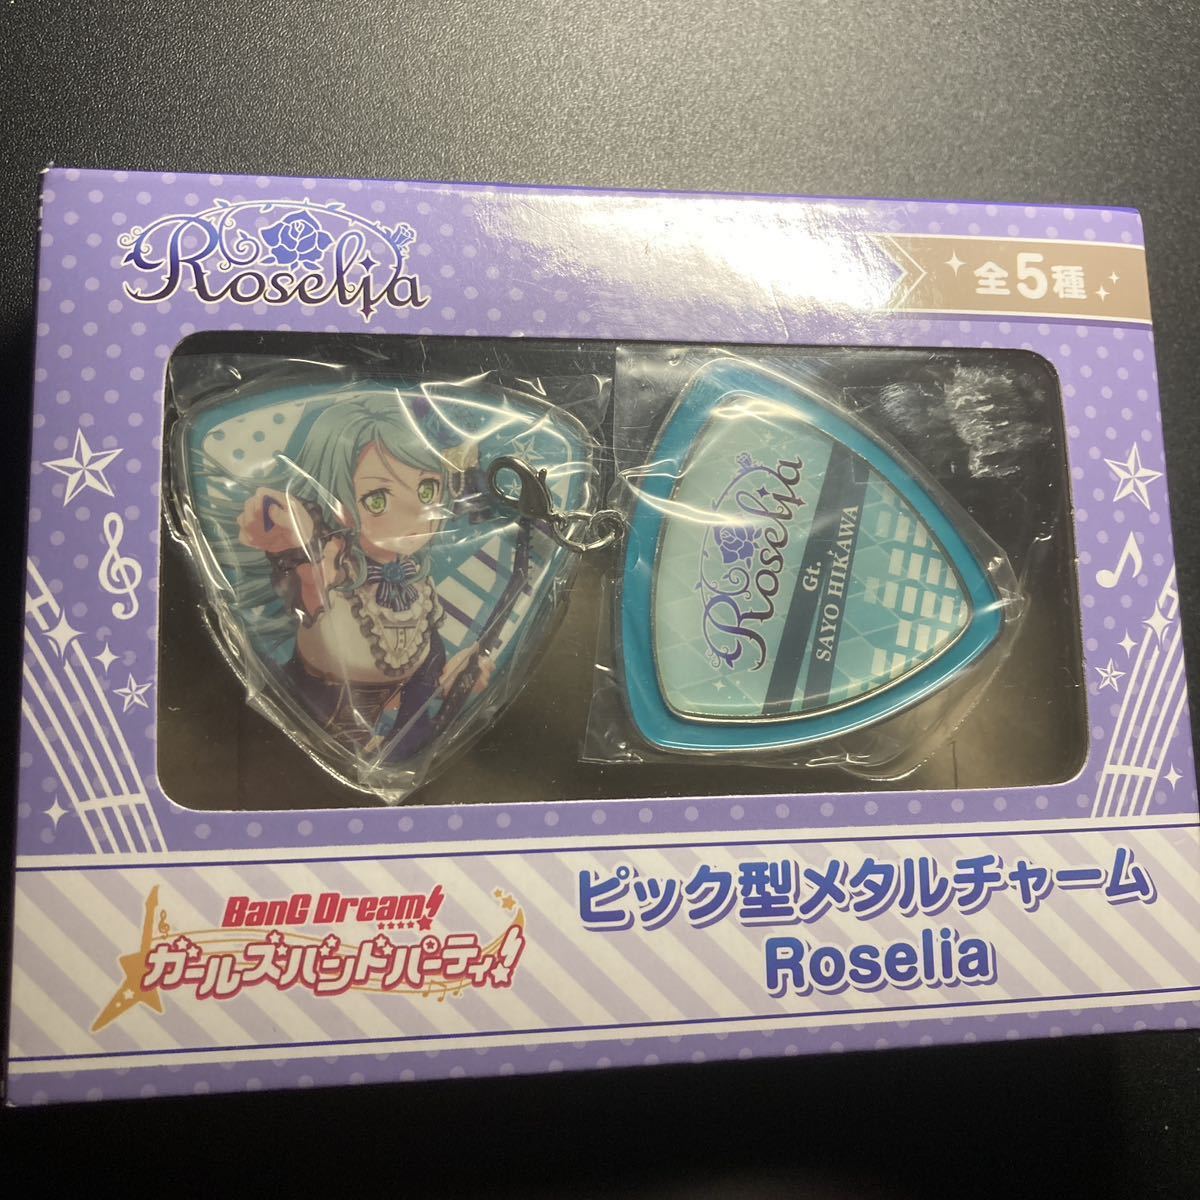 Roselia
全5種
Roselia
Gt.
SAYO HIKAWA
BanG Dream!
ガールズバンドパーティ!
ピック型メタルチャーム
Roselia